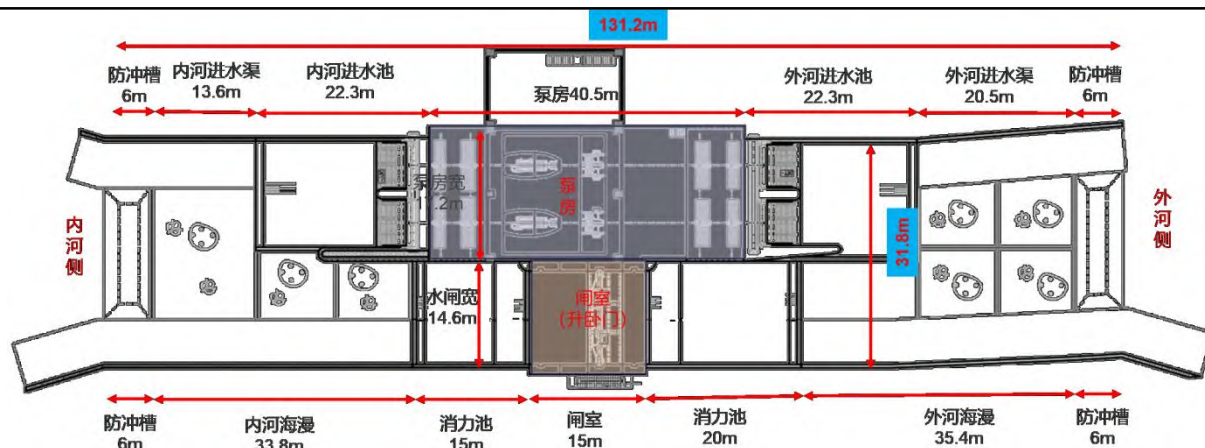 131.2m
防冲槽
6m
内河进水渠
13.6m
内河进水池
22.3m
泵房40.5m
外河进水池
22.3m
外河进水渠
20.5m
防冲槽
6m
泵房宽
17.2m
泵
房
内
河
侧
外
河
侧
31.8m
水闸宽
14.6m
闸室
(升卧门)
防冲槽
6m
内河海漫
33.8m
消力池
15m
闸室
15m
消力池
20m
外河海漫
35.4m
防冲槽
6m